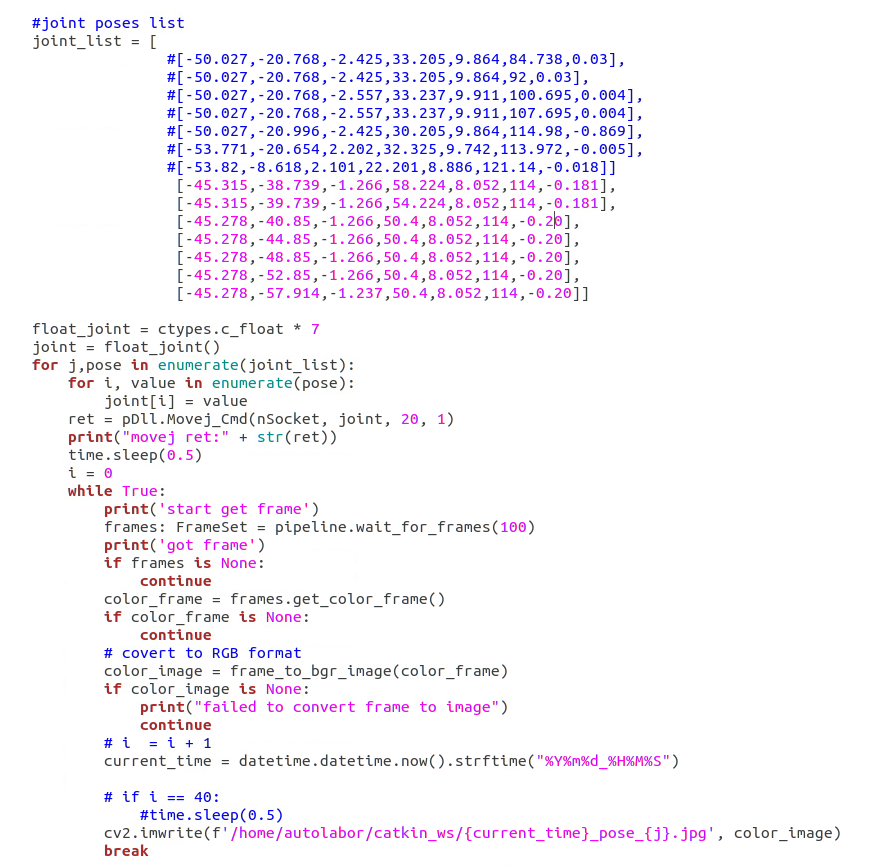 #joint poses list
joint_list = [
#[-50.027,-20.768,-2.425,33.205,9.864,84.738,0.03],
#[-50.027,-20.768,-2.425,33.205,9.864,92,0.03],
#[-50.027,-20.768,-2.557,33.237,9.911,100.695,0.004],
#[-50.027,-20.768,-2.557,33.237,9.911,107.695,0.004],
#[-50.027,-20.996,-2.425,30.205,9.864,114.98,-0.869],
#[-53.771,-20.654,2.202,32.325,9.742,113.972,-0.005],
#[-53.82,-8.618,2.101,22.201,8.886,121.14,-0.018]]
[-45.315,-38.739,-1.266,58.224,8.052,114,-0.181],
[-45.315,-39.739,-1.266,54.224,8.052,114,-0.181],
[-45.278,-40.85,-1.266,50.4,8.052,114,-0.20],
[-45.278,-44.85,-1.266,50.4,8.052,114,-0.20],
[-45.278,-48.85,-1.266,50.4,8.052,114,-0.20],
[-45.278,-52.85,-1.266,50.4,8.052,114,-0.20],
[-45.278,-57.914,-1.237,50.4,8.052,114,-0.20]]
float_joint = ctypes.c_float * 7
joint = float_joint()
for j,pose in enumerate(joint_list):
    for i, value in enumerate(pose):
        joint[i] = value
    ret = pDll.Movej_Cmd(nSocket, joint, 20, 1)
    print("movej ret:" + str(ret))
    time.sleep(0.5)
    i = 0
    while True:
        print('start get frame')
        frames: FrameSet = pipeline.wait_for_frames(100)
        print('got frame')
        if frames is None:
            continue
        color_frame = frames.get_color_frame()
        if color_frame is None:
            continue
        # covert to RGB format
        color_image = frame_to_bgr_image(color_frame)
        if color_image is None:
            print("failed to convert frame to image")
            continue
        # i  = i + 1
        current_time = datetime.datetime.now().strftime("%Y%m%d_%H%M%S")
        # if i == 40:
            #time.sleep(0.5)
        cv2.imwrite(f'/home/autolabor/catkin_ws/{current_time}_pose_{j}.jpg', color_image)
        break